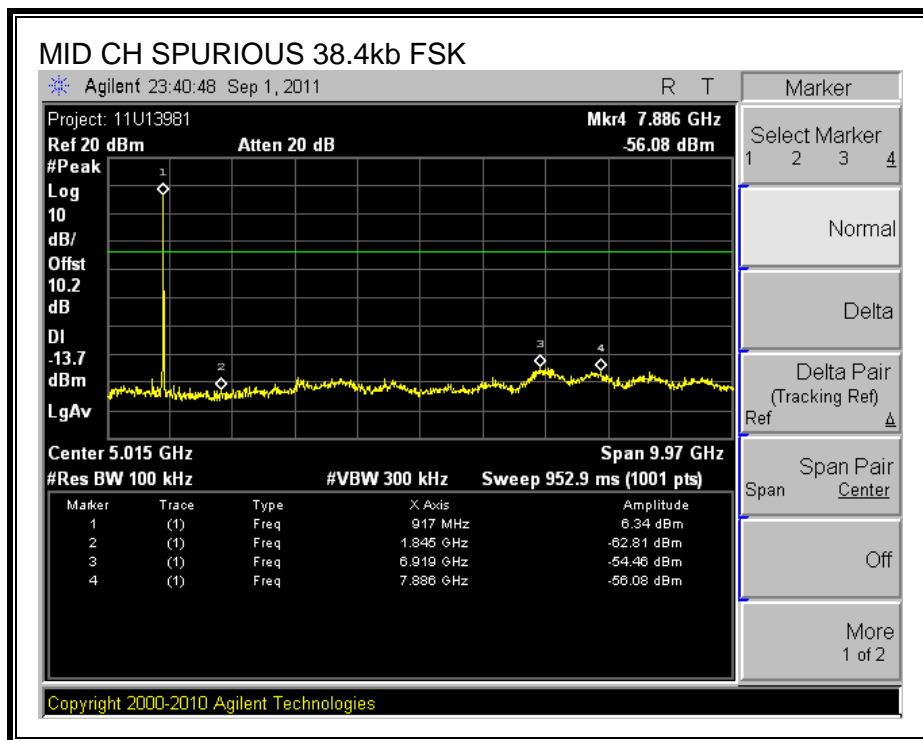 MID CH SPURIOUS 38.4kb FSK
Agilent 23:40:48 Sep 1, 2011 R T
Project: 11U13981 Mkr4 7.886 GHz
Ref 20 dBm Atten 20 dB -56.08 dBm
#Peak
Log
10
dB/
Offst
10.2
dB
DI
-13.7
dBm
LgAv
1
2
3
4
Center 5.015 GHz Span 9.97 GHz
#Res BW 100 kHz #VBW 300 kHz Sweep 952.9 ms (1001 pts)
Marker Trace Type X Axis Amplitude
1 (1) Freq 917 MHz 6.34 dBm
2 (1) Freq 1.845 GHz -62.81 dBm
3 (1) Freq 6.919 GHz -54.46 dBm
4 (1) Freq 7.886 GHz -56.08 dBm
Copyright 2000-2010 Agilent Technologies
Marker
Select Marker
1 2 3 4
Normal
Delta
Delta Pair
(Tracking Ref)
Ref Δ
Span Pair
Span Center
Off
More
1 of 2